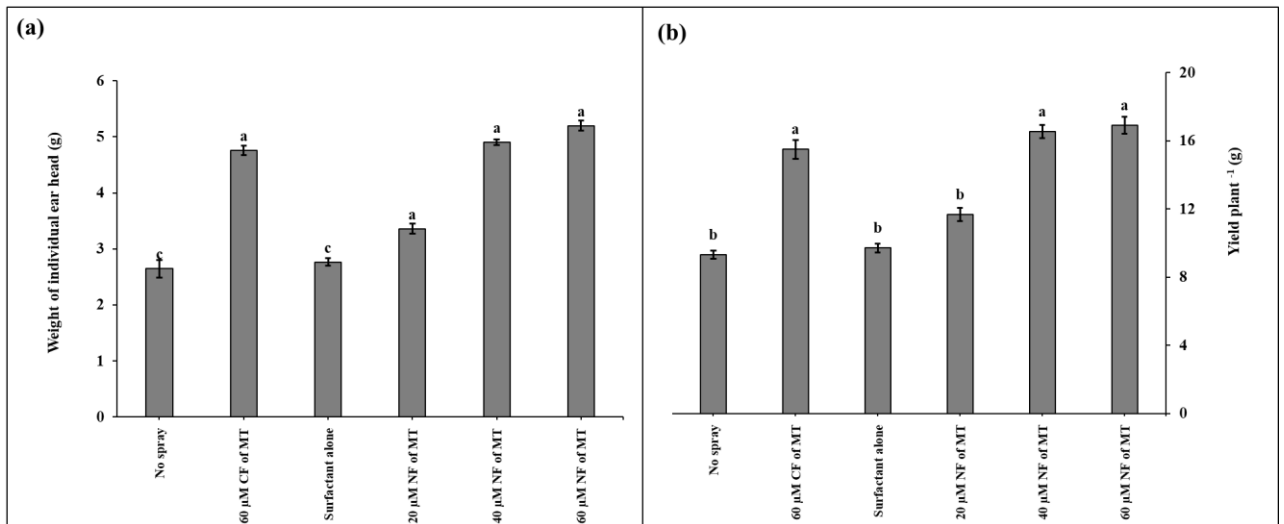 (a)
Weight of individual ear head (g)
6
5
4
3
2
1
0
c
a
c
a
a
a
No spray
60 µM CF of MT
Surfactant alone
20 µM NF of MT
40 µM NF of MT
60 µM NF of MT
(b)
b
a
b
b
a
a
20
16
12
8
4
0
Yield plant ⁻¹ (g)
No spray
60 µM CF of MT
Surfactant alone
20 µM NF of MT
40 µM NF of MT
60 µM NF of MT